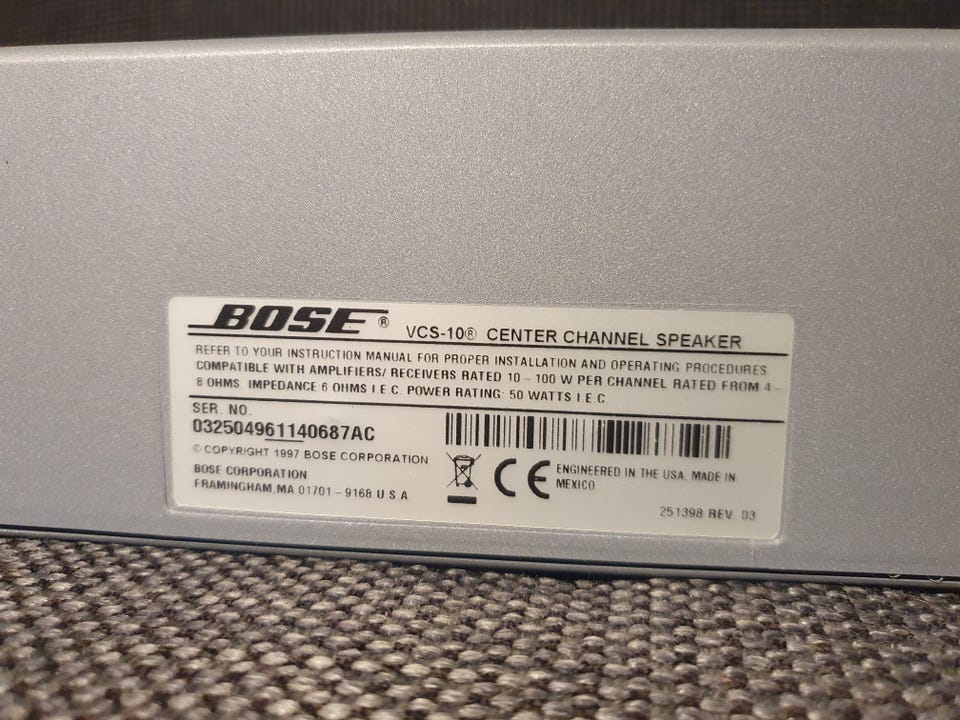 BOSE® VCS-10® CENTER CHANNEL SPEAKER
REFER TO YOUR INSTRUCTION MANUAL FOR PROPER INSTALLATION AND OPERATING PROCEDURES
COMPATIBLE WITH AMPLIFIERS/ RECEIVERS RATED 10 - 100 W PER CHANNEL RATED FROM 4 -
8 OHMS. IMPEDANCE 6 OHMS I.E.C. POWER RATING: 50 WATTS I.E.C.
SER. NO.
032504961140687AC
© COPYRIGHT 1997 BOSE CORPORATION
BOSE CORPORATION
FRAMINGHAM,MA 01701 - 9168 U.S.A
CE
ENGINEERED IN THE USA. MADE IN
MEXICO
251398 REV. 03